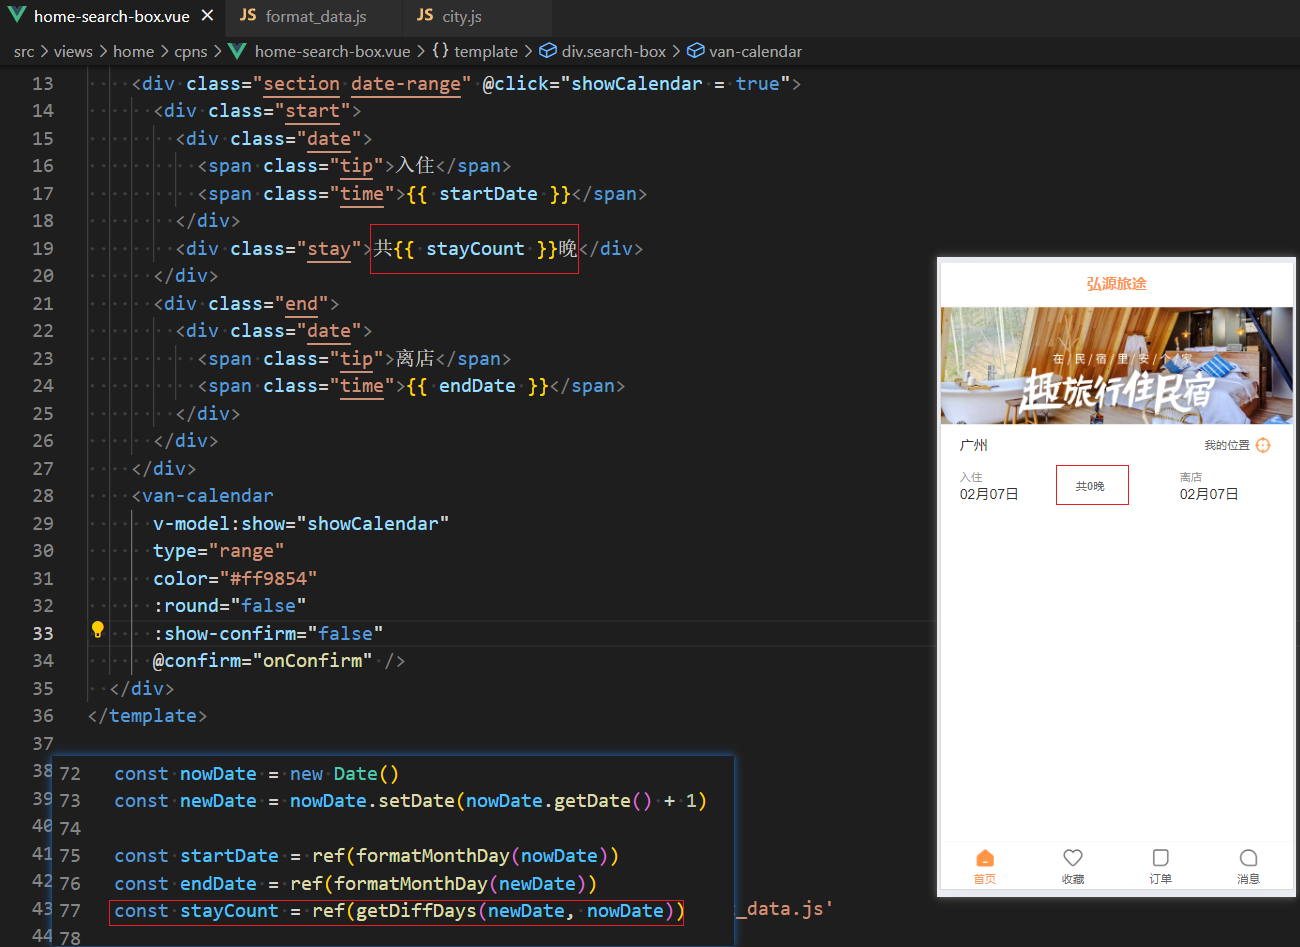 home-search-box.vue × JS format_data.js JS city.js
src > views > home > cpns > home-search-box.vue > {} template > div.search-box > van-calendar
13 <div class="section date-range" @click="showCalendar = true">
14 <div class="start">
15 <div class="date">
16 <span class="tip">入住</span>
17 <span class="time">{{ startDate }}</span>
18 </div>
19 <div class="stay">共{{ stayCount }}晚</div>
20 </div>
21 <div class="end">
22 <div class="date">
23 <span class="tip">离店</span>
24 <span class="time">{{ endDate }}</span>
25 </div>
26 </div>
27 </div>
28 <van-calendar
29 v-model:show="showCalendar"
30 type="range"
31 color="#ff9854"
32 :round="false"
33 :show-confirm="false"
34 @confirm="onConfirm" />
35 </div>
36 </template>
37
38
39
40
41
42
43 _data.js'
44
72 const nowDate = new Date()
73 const newDate = nowDate.setDate(nowDate.getDate() + 1)
74
75 const startDate = ref(formatMonthDay(nowDate))
76 const endDate = ref(formatMonthDay(newDate))
77 const stayCount = ref(getDiffDays(newDate, nowDate))
78
弘源旅途
在/民/宿/里/安/个/家
趣旅行住民宿
广州 我的位置
入住 共0晚 离店
02月07日 02月07日
首页 收藏 订单 消息